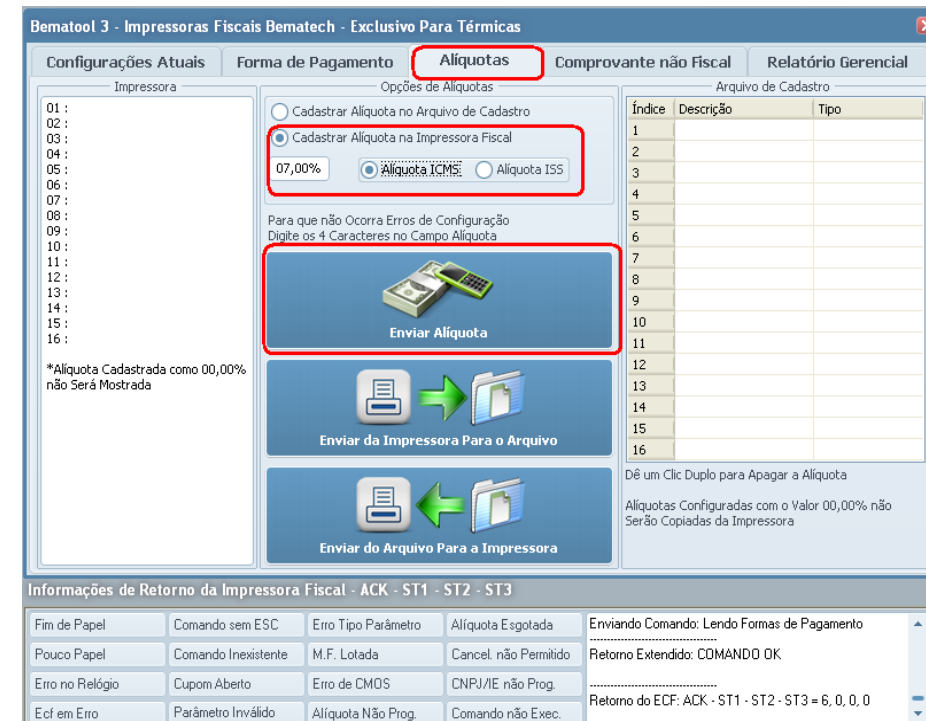 Bematool 3 - Impressoras Fiscais Bematech - Exclusivo Para Térmicas
Configurações Atuais
Forma de Pagamento
Alíquotas
Comprovante não Fiscal
Relatório Gerencial
Impressora
01 :
02 :
03 :
04 :
05 :
06 :
07 :
08 :
09 :
10 :
11 :
12 :
13 :
14 :
15 :
16 :
*Alíquota Cadastrada como 00,00%
não Será Mostrada
Opções de Alíquotas
Cadastrar Alíquota no Arquivo de Cadastro
Cadastrar Alíquota na Impressora Fiscal
07,00%
Alíquota ICMS
Alíquota ISS
Para que não Ocorra Erros de Configuração
Digite os 4 Caracteres no Campo Alíquota
Enviar Alíquota
Enviar da Impressora Para o Arquivo
Enviar do Arquivo Para a Impressora
Arquivo de Cadastro
Índice Descrição Tipo
1
2
3
4
5
6
7
8
9
10
11
12
13
14
15
16
Dê um Clic Duplo para Apagar a Alíquota
Alíquotas Configuradas com o Valor 00,00% não
Serão Copiadas da Impressora
Informações de Retorno da Impressora Fiscal - ACK - ST1 - ST2 - ST3
Fim de Papel
Comando sem ESC
Erro Tipo Parâmetro
Alíquota Esgotada
Pouco Papel
Comando Inexistente
M.F. Lotada
Cancel. não Permitido
Erro no Relógio
Cupom Aberto
Erro de CMOS
CNPJ/IE não Prog.
Ecf em Erro
Parâmetro Inválido
Alíquota Não Prog.
Comando não Exec.
Enviando Comando: Lendo Formas de Pagamento
--------------------------------------
Retorno Extendido: COMANDO OK
--------------------------------------
Retorno do ECF: ACK - ST1 - ST2 - ST3 = 6, 0, 0, 0